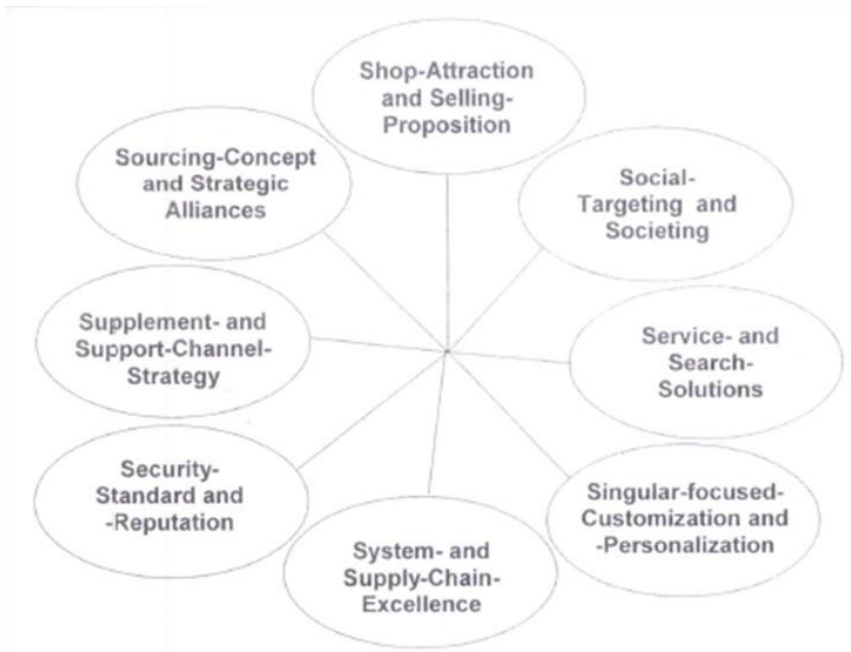 Shop-Attraction
and Selling-
Proposition
Social-
Targeting and
Societing
Service- and
Search-
Solutions
Singular-focused-
Customization and
-Personalization
System- and
Supply-Chain-
Excellence
Security-
Standard and
-Reputation
Supplement- and
Support-Channel-
Strategy
Sourcing-Concept
and Strategic
Alliances